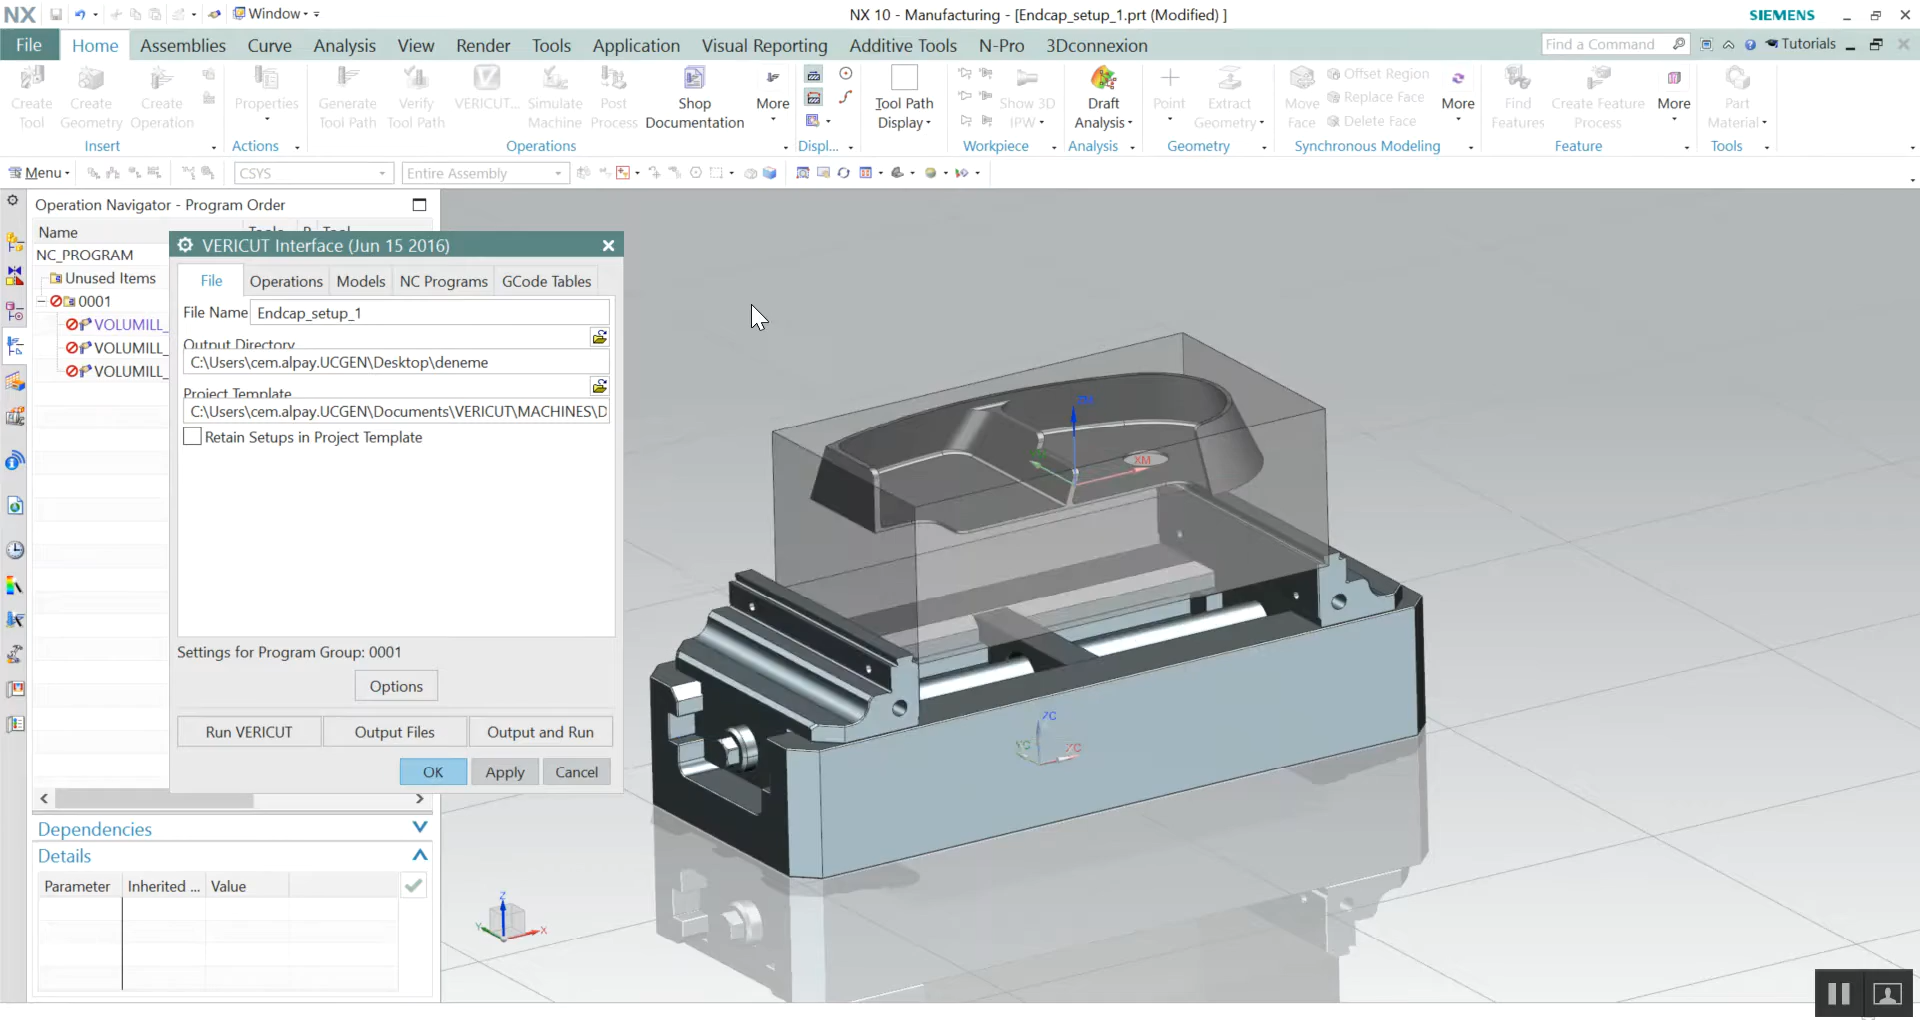 NX Window NX 10 - Manufacturing - [Endcap_setup_1.prt (Modified) ] SIEMENS
File Home Assemblies Curve Analysis View Render Tools Application Visual Reporting Additive Tools N-Pro 3Dconnexion Find a Command Tutorials
Create Tool
Create Geometry
Create Operation
Insert
Properties
Actions
Generate Tool Path
Verify Tool Path
VERICUT...
Simulate Machine
Post Process
Shop Documentation
More
Operations
Displ...
Tool Path Display
Show 3D IPW
Workpiece
Draft Analysis
Analysis
Point
Extract Geometry
Geometry
Move Face
Offset Region
Replace Face
Delete Face
More
Synchronous Modeling
Find Features
Create Feature Process
More
Feature
Part Material
Tools
Menu CSYS Entire Assembly
Operation Navigator - Program Order
Name
NC_PROGRAM
Unused Items
0001
VOLUMILL_
VOLUMILL_
VOLUMILL_
VERICUT Interface (Jun 15 2016)
File Operations Models NC Programs GCode Tables
File Name Endcap_setup_1
Output Directory
C:\Users\cem.alpay.UCGEN\Desktop\deneme
Project Template
C:\Users\cem.alpay.UCGEN\Documents\VERICUT\MACHINES\D
Retain Setups in Project Template
Settings for Program Group: 0001
Options
Run VERICUT Output Files Output and Run
OK Apply Cancel
Dependencies
Details
Parameter Inherited ... Value
ZM
XM
ZC
YC
XC
Z
Y
X